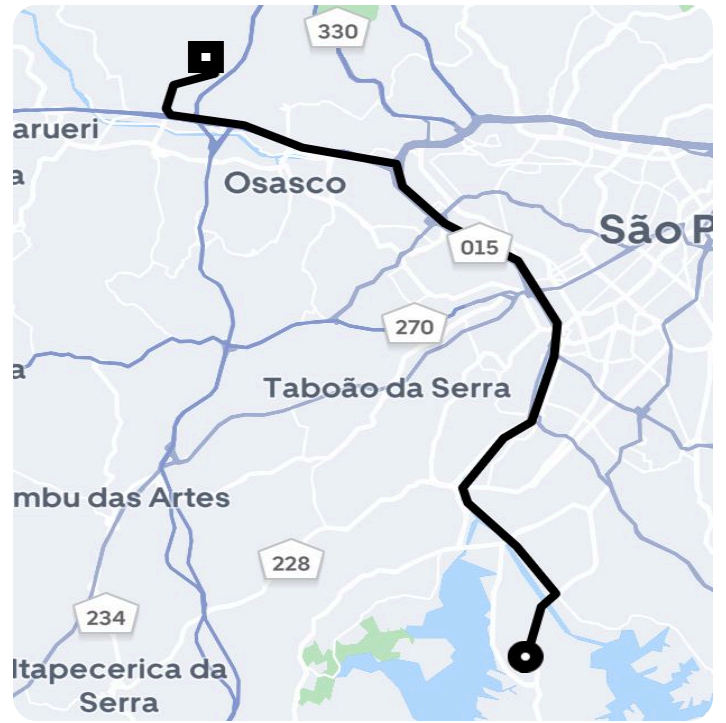 330
arueri
a
Osasco
São P
015
270
a
Taboão da Serra
mbu das Artes
228
234
Itapecerica da
Serra